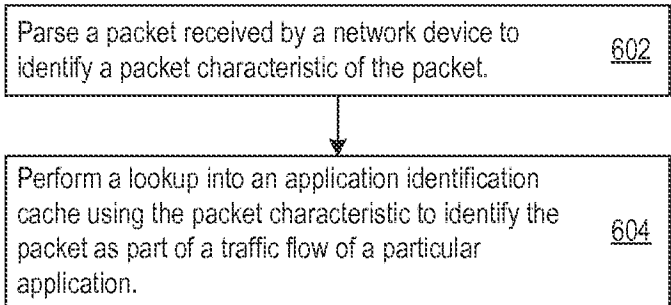 Parse a packet received by a network device to
identify a packet characteristic of the packet.
602
Perform a lookup into an application identification
cache using the packet characteristic to identify the
packet as part of a traffic flow of a particular
application.
604